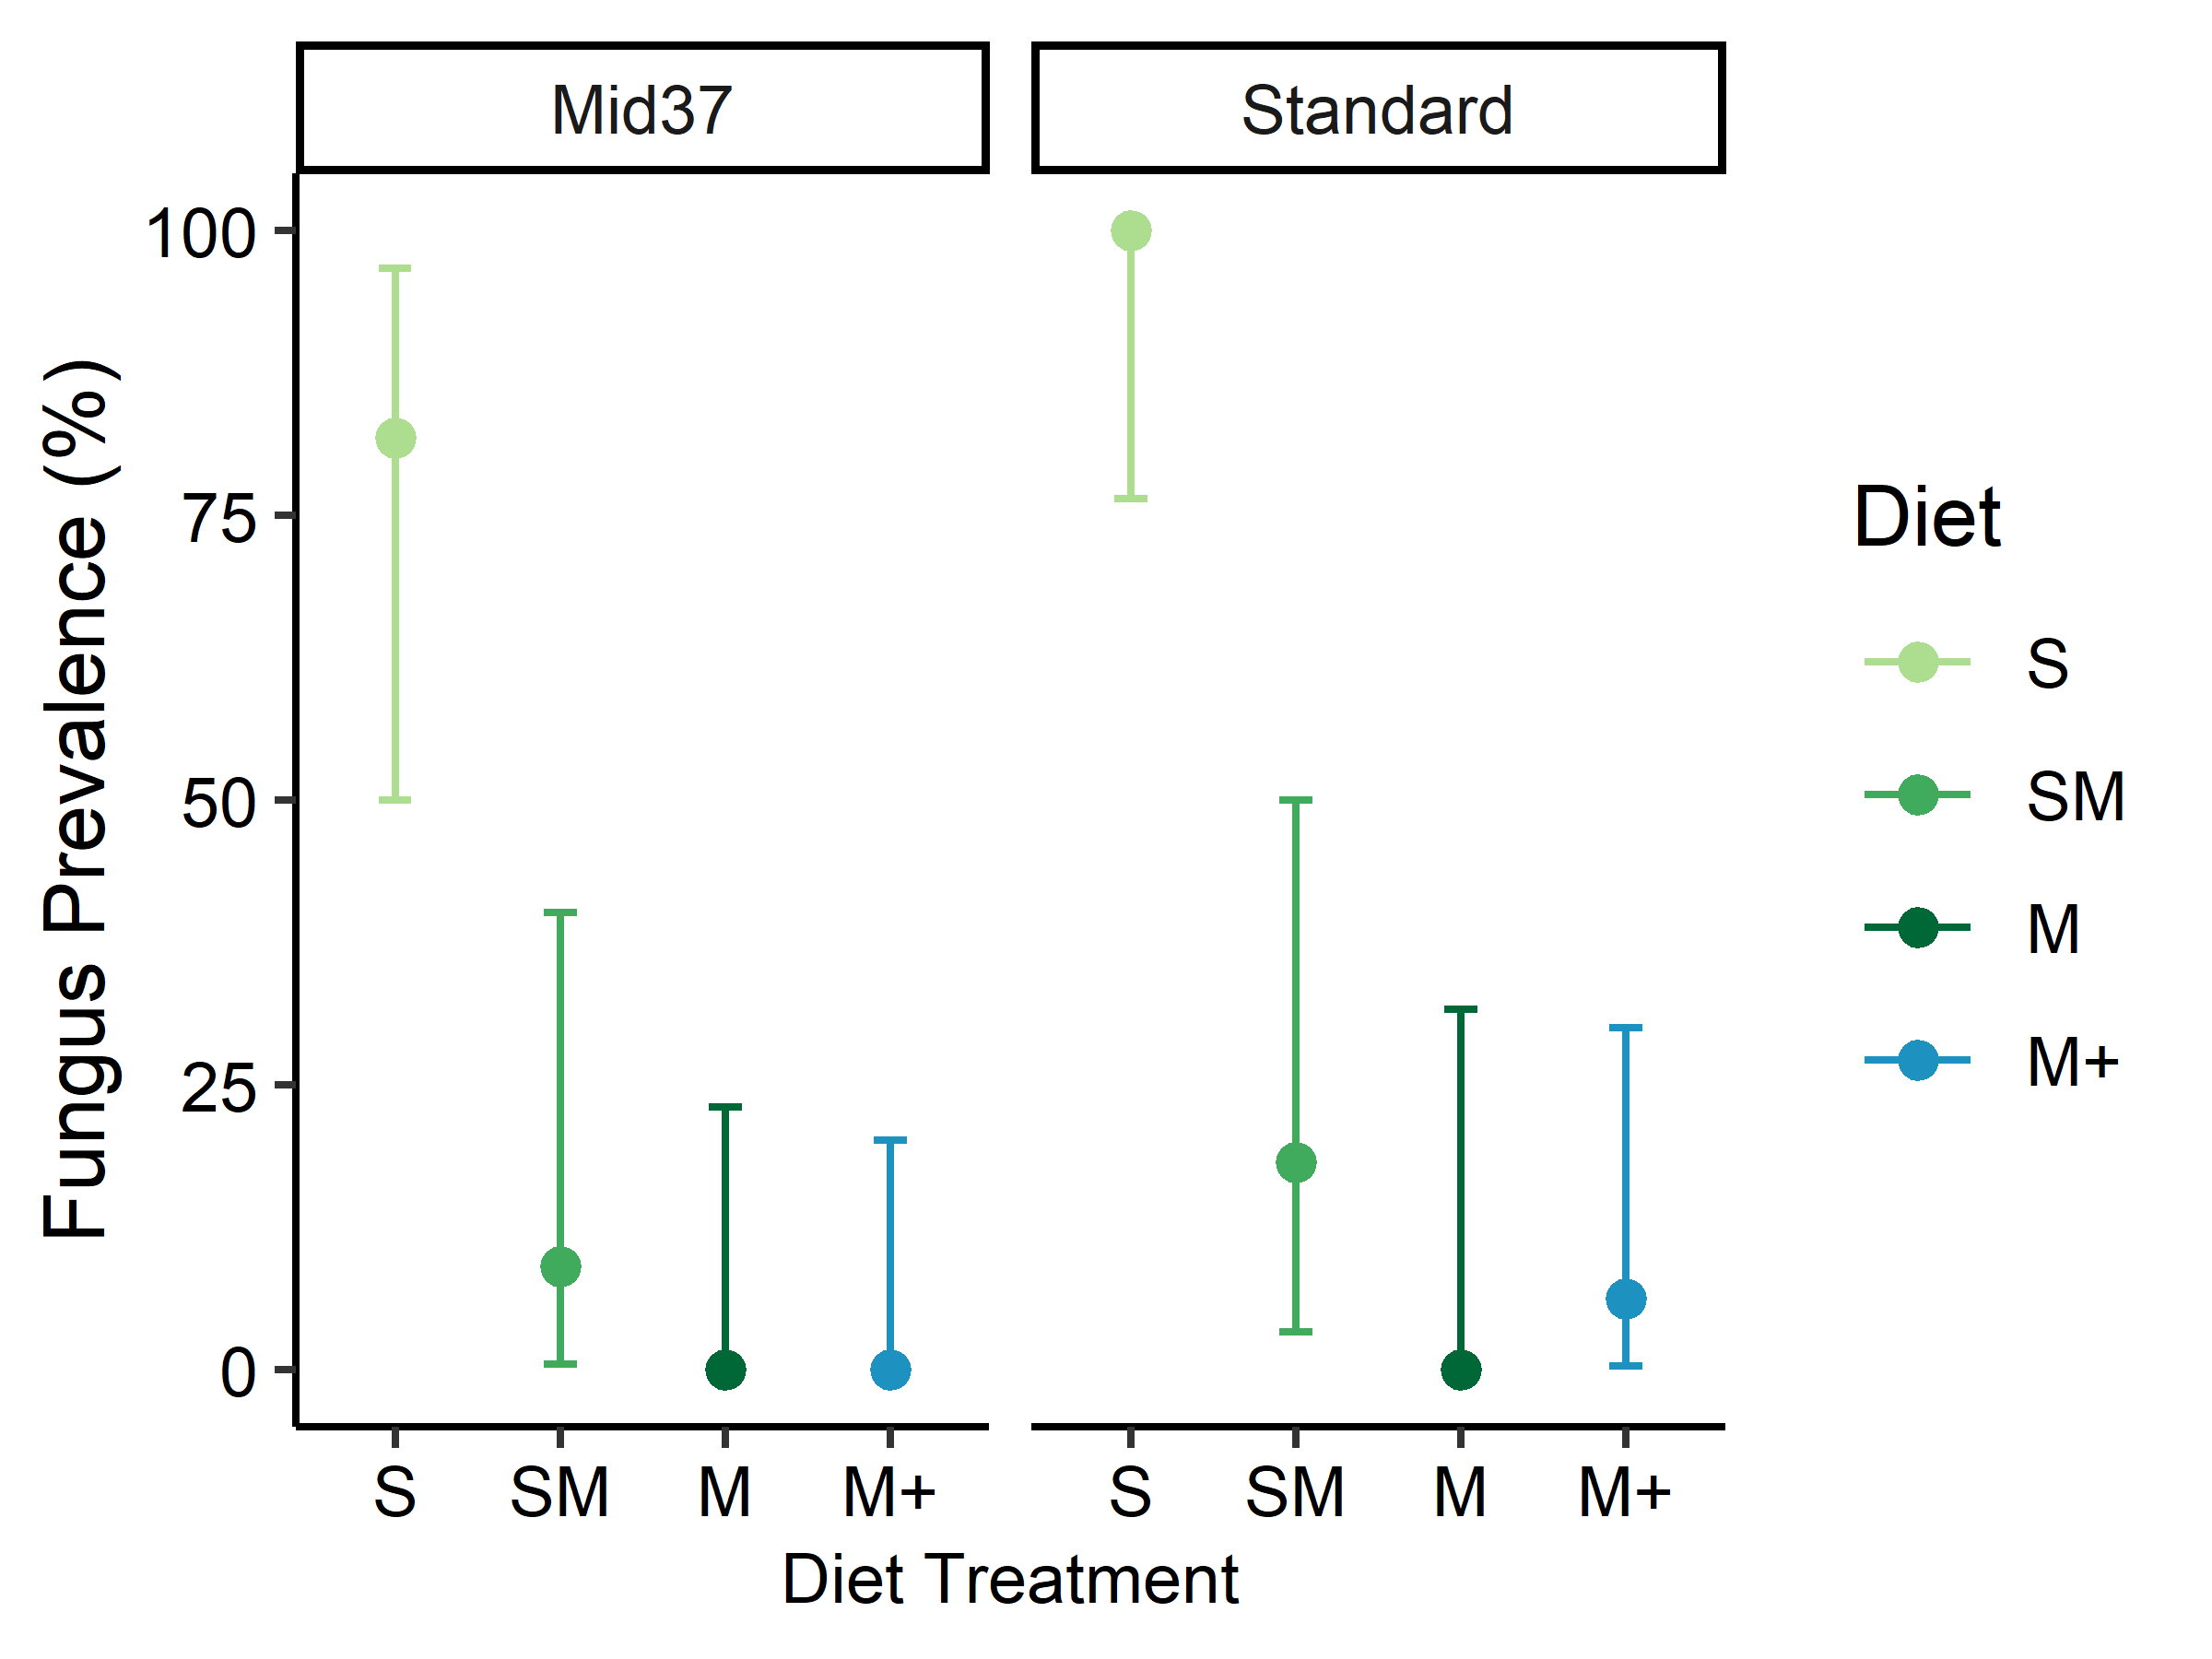 Mid37
Standard
Fungus Prevalence (%)
100
75
50
25
0
S SM M M+
S SM M M+
Diet Treatment
Diet
S
SM
M
M+